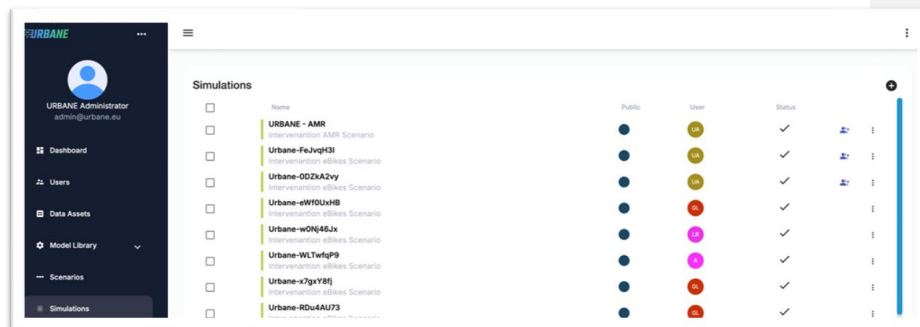 URBANE
URBANE Administrator
admin@urbane.eu
Dashboard
Users
Data Assets
Model Library
Scenarios
Simulations
Simulations
Name Public User Status
URBANE - AMR UA
Intervenantion AMR Scenario
Urbane-FeJvqH3I UA
Intervenantion eBikes Scenario
Urbane-0DZkA2vy UA
Intervenantion eBikes Scenario
Urbane-eWf0UxHB GL
Intervenantion eBikes Scenario
Urbane-w0Nj46Jx LR
Intervenantion eBikes Scenario
Urbane-WLTwfqP9 A
Intervenantion eBikes Scenario
Urbane-x7gxY8fj GL
Intervenantion eBikes Scenario
Urbane-RDu4AU73 GL